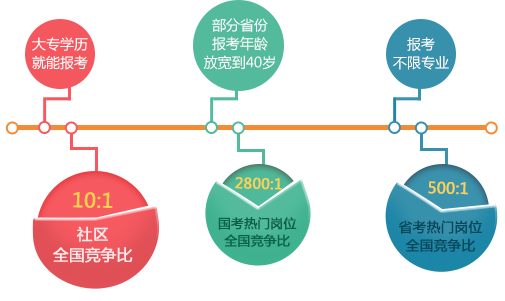 大专学历
就能报考
部分省份
报考年龄
放宽到40岁
报考
不限专业
10:1
社区
全国竞争比
2800:1
国考热门岗位
全国竞争比
500:1
省考热门岗位
全国竞争比